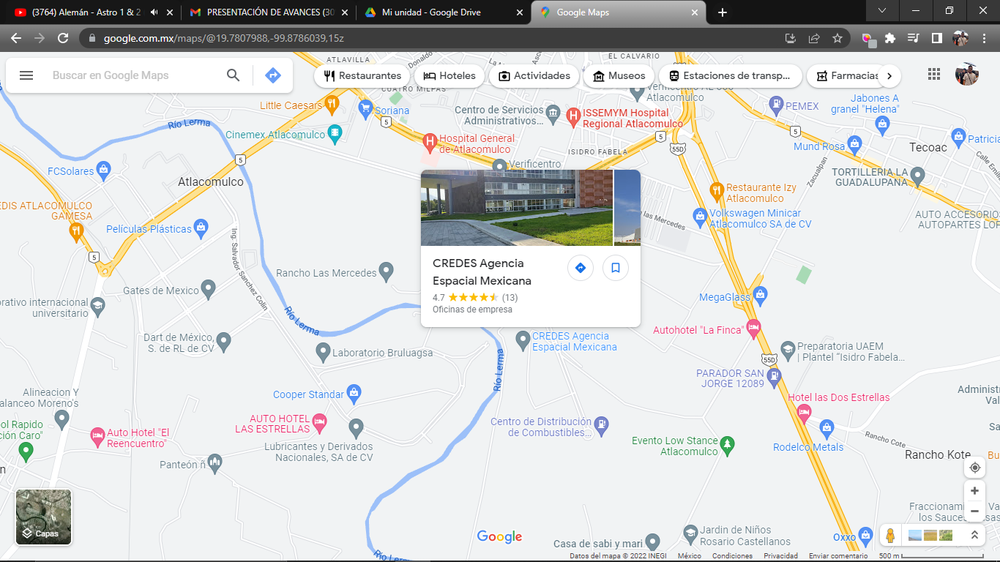 (3764) Alemán - Astro 1 & 2
PRESENTACIÓN DE AVANCES (30
Mi unidad - Google Drive
Google Maps
google.com.mx/maps/@19.7807988,-99.8786039,15z
Buscar en Google Maps
Restaurantes
Hoteles
Actividades
Museos
Estaciones de transp...
Farmacias
ATLAVILLA
Donaldo
EL CALVARIO
CUATRO MILPAS
Atlacomulco
Little Caesars
Soriana
5
Cinemex Atlacomulco
Río Lerma
Centro de Servicios
Administrativos...
ISSEMYM Hospital
Regional Atlacomulco
PEMEX
Jabones A
granel "Helena"
Hospital General
de Atlacomulco
ISIDRO FABELA
5
55D
5
Mund Rosa
Tecoac
Patricia
Verificentro
5
FCSolares
Atlacomulco
Zacualpan
TORTILLERIA LA
GUADALUPANA
EDIS ATLACOMULCO
GAMESA
Restaurante Izy
Atlacomulco
Volkswagen Minicar
Atlacomulco SA de CV
las Mercedes
AUTO ACCESORIOS
AUTOPARTES LOR
Películas Plásticas
Ing. Salvador Sanchez Colin
5
CREDES Agencia
Espacial Mexicana
4.7
(13)
Oficinas de empresa
Rancho Las Mercedes
Gates de Mexico
orativo internacional
universitario
Río Lerma
MegaGlass
Autohotel "La Finca"
Dart de México,
S. de RL de CV
Laboratorio Bruluagsa
Río Lerma
CREDES Agencia
Espacial Mexicana
55D
Preparatoria UAEM
| Plantel “Isidro Fabela...
PARADOR SAN
JORGE 12089
Alineacion Y
alanceo Moreno's
Cooper Standar
Hotel las Dos Estrellas
Administ
Val
ol Rapido
ción Caro"
Auto Hotel "El
Reencuentro"
AUTO HOTEL
LAS ESTRELLAS
Lubricantes y Derivados
Nacionales, SA de CV
Centro de Distribución
de Combustibles...
Evento Low Stance
Atlacomulco
Rodelco Metals
Rancho Cote
Rancho Kote
Sa
Bu
Panteón ñ
n
Capas
Google
Fraccionam
los Sauces
Va
Sosa
Jardin de Niños
Rosario Castellanos
Casa de sabi y mari
Oxxo
Datos del mapa © 2022 INEGI
México
Condiciones
Privacidad
Enviar comentario
500 m